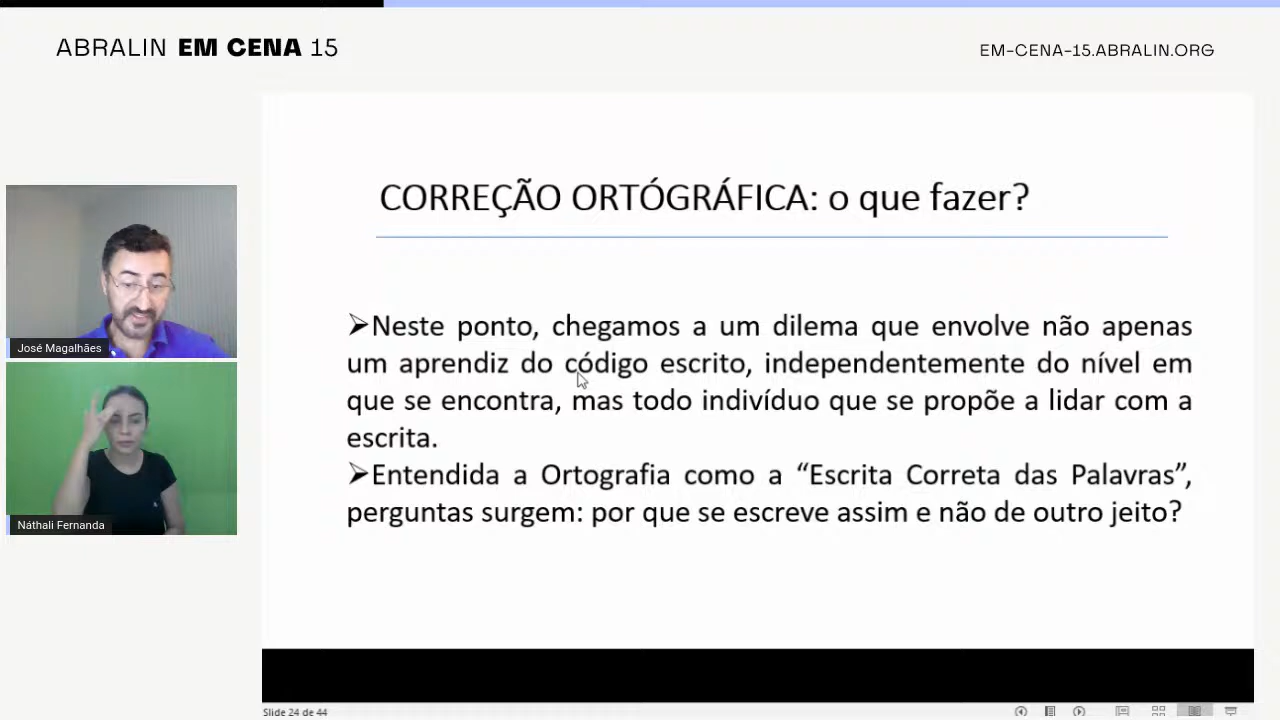 ABRALIN EM CENA 15
EM-CENA-15.ABRALIN.ORG
CORREÇÃO ORTÓGRÁFICA: o que fazer?
➢Neste ponto, chegamos a um dilema que envolve não apenas
um aprendiz do código escrito, independentemente do nível em
que se encontra, mas todo indivíduo que se propõe a lidar com a
escrita.
➢Entendida a Ortografia como a “Escrita Correta das Palavras”,
perguntas surgem: por que se escreve assim e não de outro jeito?
José Magalhães
Náthali Fernanda
Slide 24 de 44